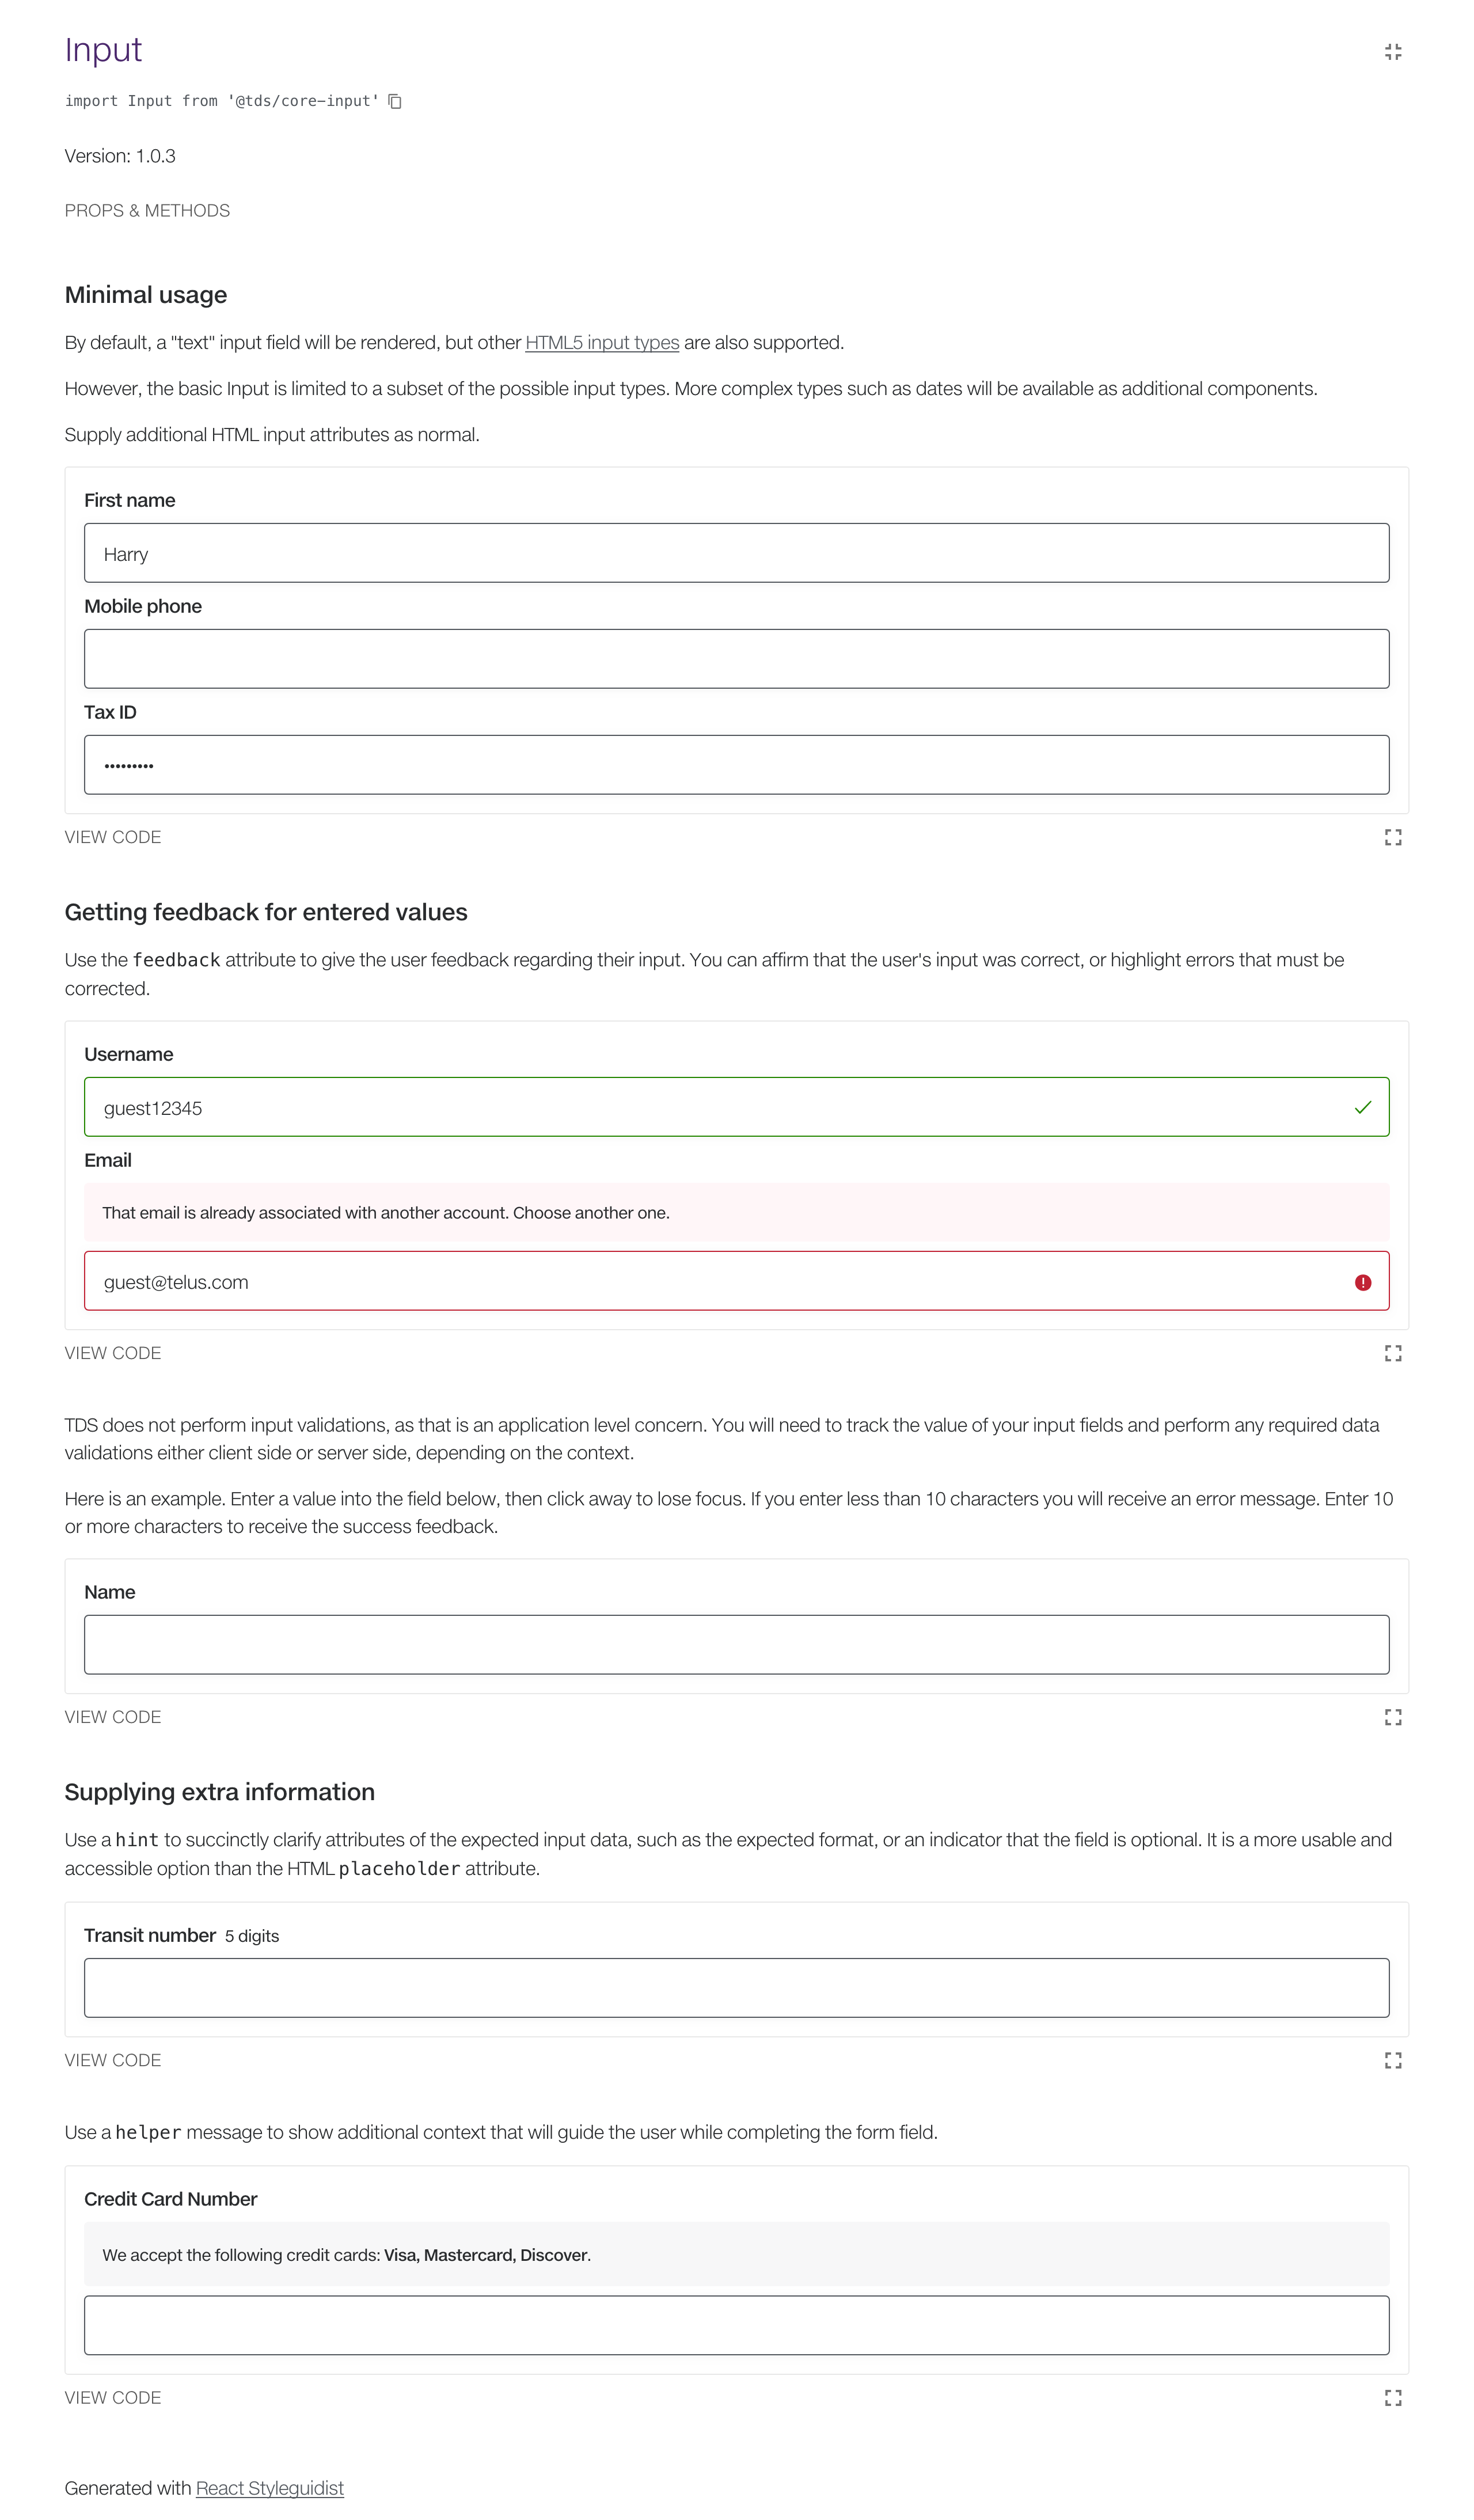 Input
import Input from '@tds/core-input'
Version: 1.0.3
PROPS & METHODS
Minimal usage
By default, a "text" input field will be rendered, but other HTML5 input types are also supported.
However, the basic Input is limited to a subset of the possible input types. More complex types such as dates will be available as additional components.
Supply additional HTML input attributes as normal.
First name
Harry
Mobile phone
Tax ID
•••••••••
VIEW CODE
Getting feedback for entered values
Use the feedback attribute to give the user feedback regarding their input. You can affirm that the user's input was correct, or highlight errors that must be
corrected.
Username
guest12345
Email
That email is already associated with another account. Choose another one.
guest@telus.com
VIEW CODE
TDS does not perform input validations, as that is an application level concern. You will need to track the value of your input fields and perform any required data
validations either client side or server side, depending on the context.
Here is an example. Enter a value into the field below, then click away to lose focus. If you enter less than 10 characters you will receive an error message. Enter 10
or more characters to receive the success feedback.
Name
VIEW CODE
Supplying extra information
Use a hint to succinctly clarify attributes of the expected input data, such as the expected format, or an indicator that the field is optional. It is a more usable and
accessible option than the HTML placeholder attribute.
Transit number 5 digits
VIEW CODE
Use a helper message to show additional context that will guide the user while completing the form field.
Credit Card Number
We accept the following credit cards: Visa, Mastercard, Discover.
VIEW CODE
Generated with React Styleguidist